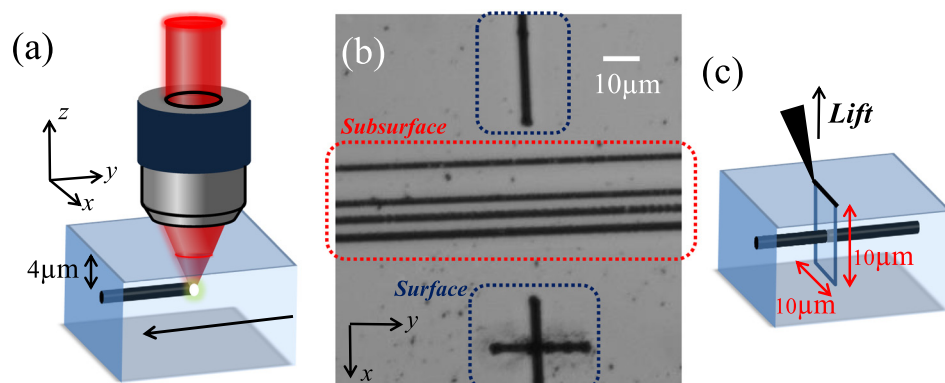 (a)
z
y
x
4µm
(b)
10µm
Subsurface
Surface
y
x
(c)
Lift
10µm
10µm